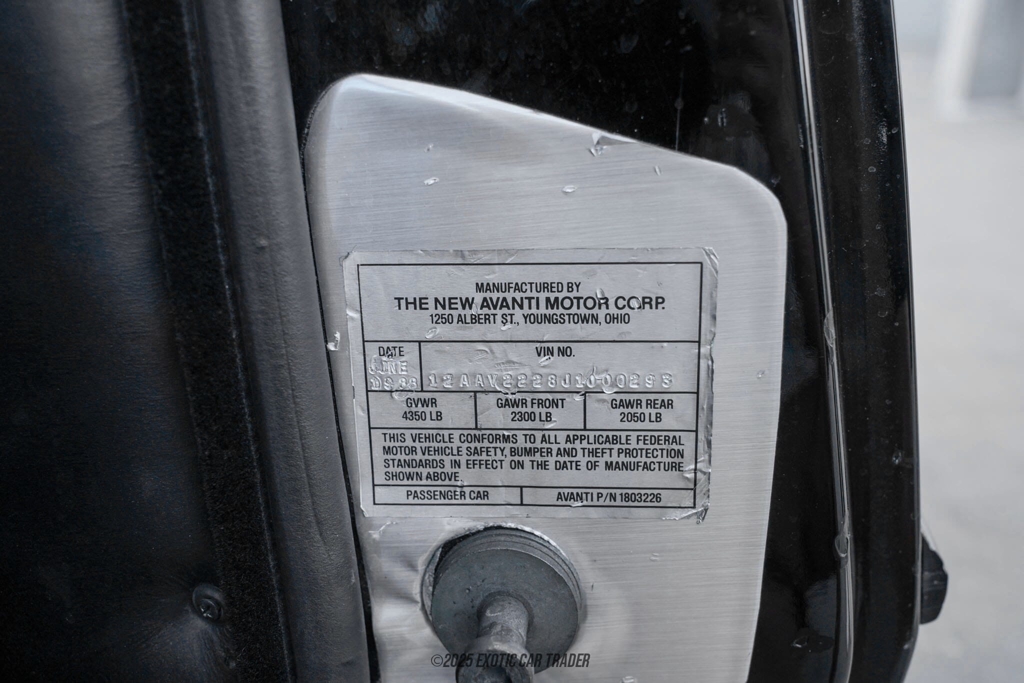 MANUFACTURED BY
THE NEW AVANTI MOTOR CORP.
1250 ALBERT ST., YOUNGSTOWN, OHIO
DATE
JUNE
VIN NO.
GVWR
4350 LB
GAWR FRONT
2300 LB
GAWR REAR
2050 LB
THIS VEHICLE CONFORMS TO ALL APPLICABLE FEDERAL
MOTOR VEHICLE SAFETY, BUMPER AND THEFT PROTECTION
STANDARDS IN EFFECT ON THE DATE OF MANUFACTURE
SHOWN ABOVE.
PASSENGER CAR
AVANTI P/N 1803226
©2025 EXOTIC CAR TRADER